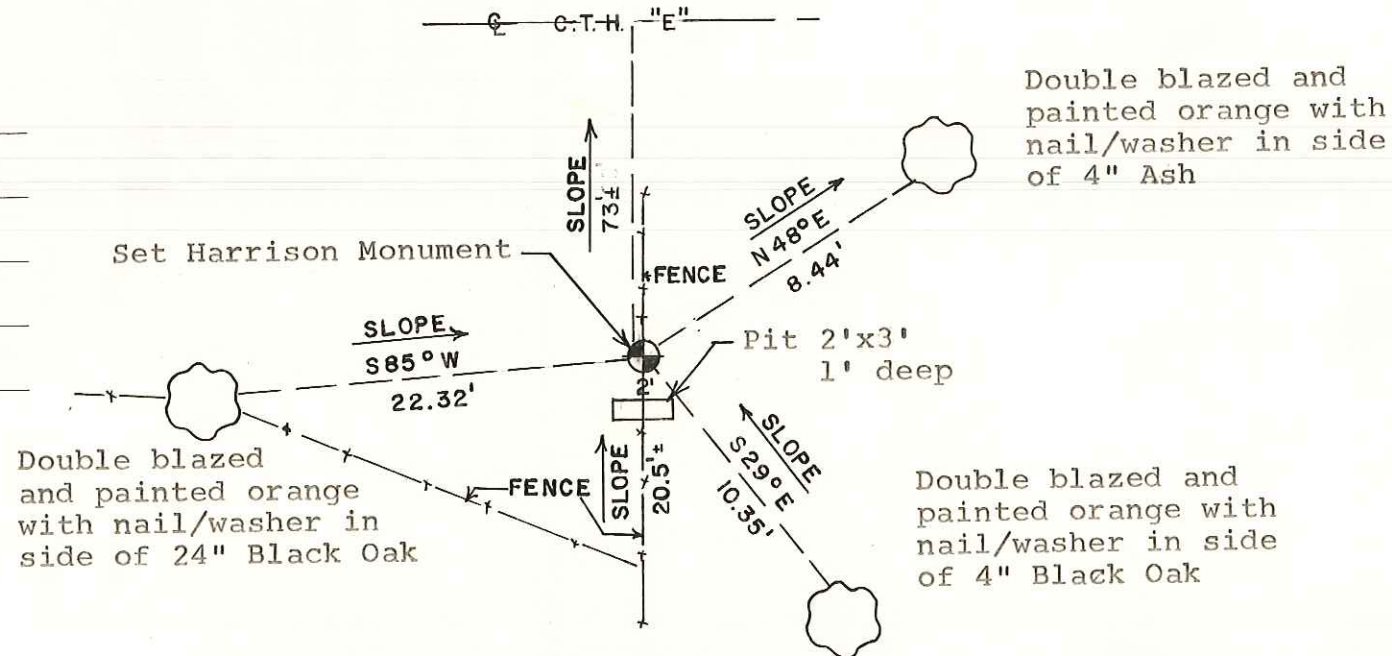 ℄ C.T.H. "E"
Double blazed and
painted orange with
nail/washer in side
of 4" Ash
SLOPE
73'±
SLOPE
N 48° E
8.44'
Set Harrison Monument
FENCE
SLOPE
S 85° W
22.32'
Pit 2'x3'
1' deep
2'
SLOPE
20.5'±
SLOPE
S 29° E
10.35'
FENCE
Double blazed
and painted orange
with nail/washer in
side of 24" Black Oak
Double blazed and
painted orange with
nail/washer in side
of 4" Black Oak